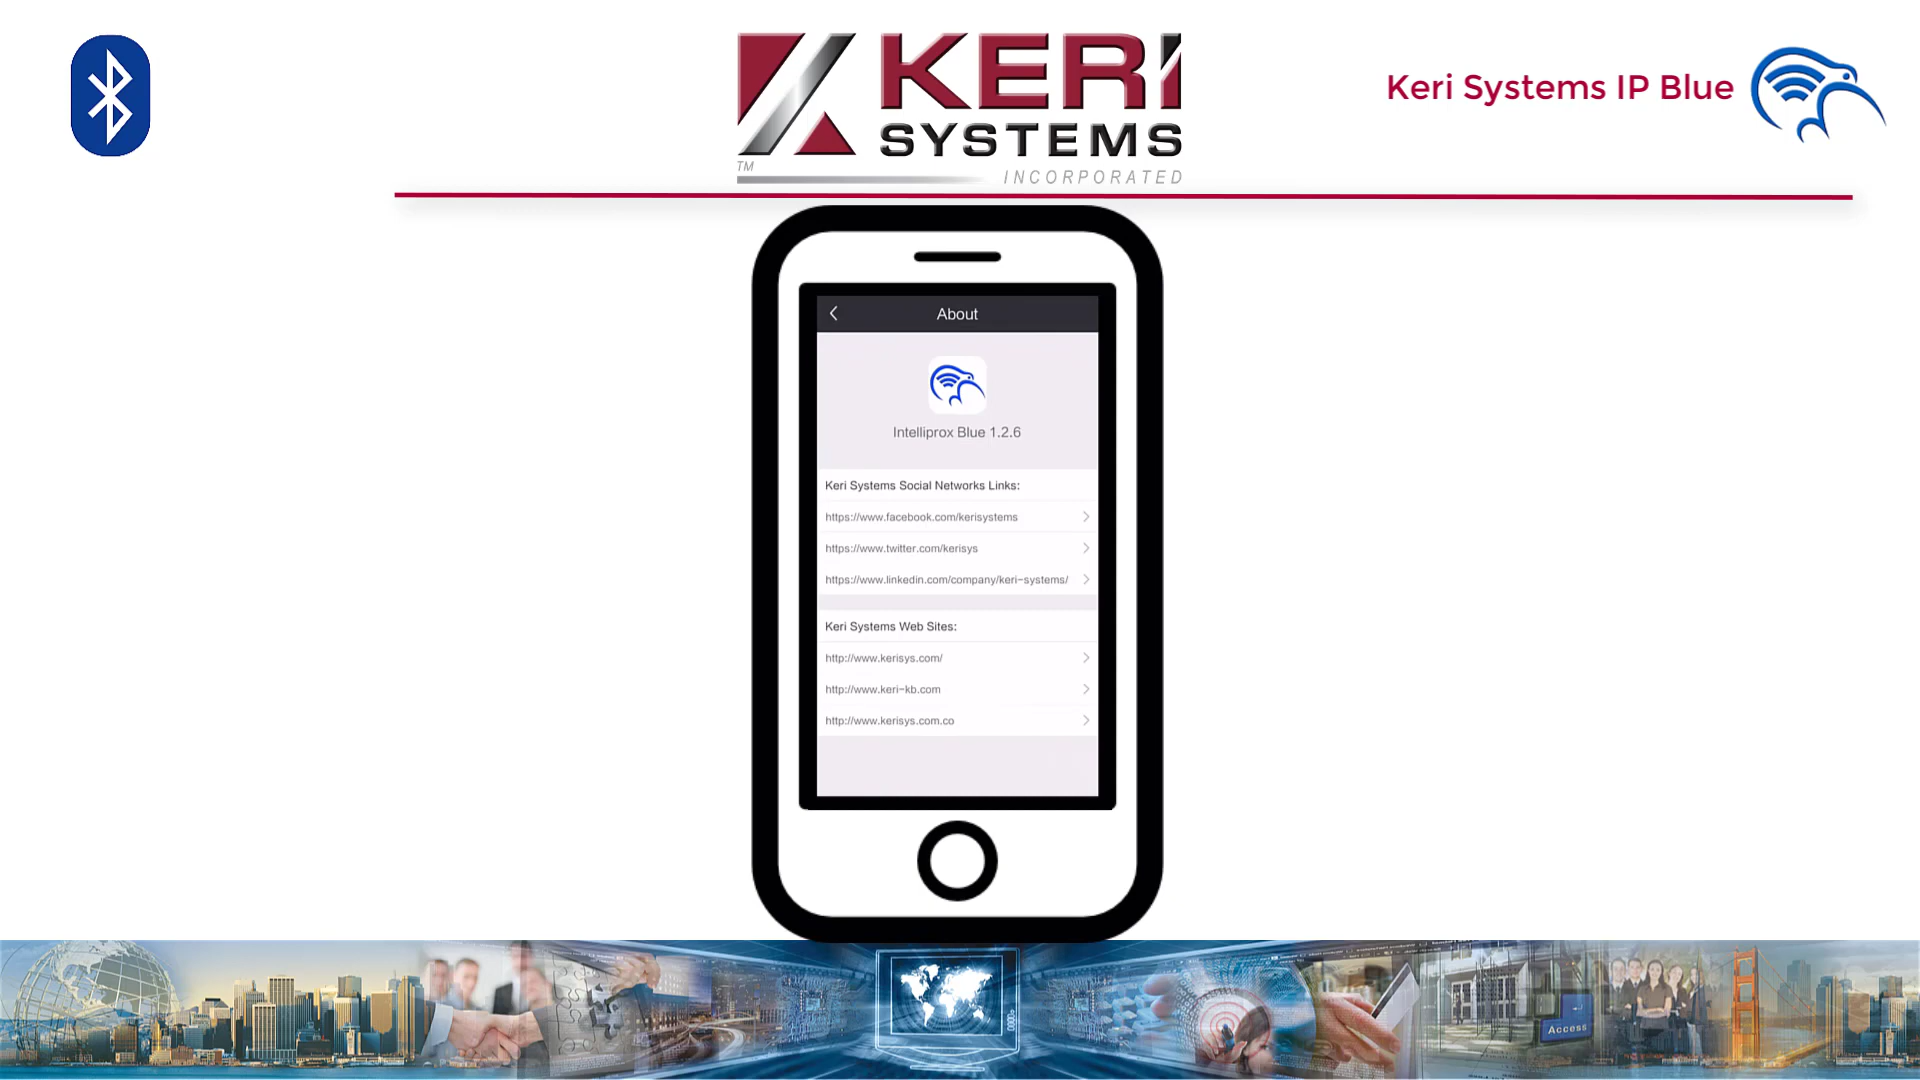 KERI
SYSTEMS
TM
INCORPORATED
Keri Systems IP Blue
About
Intelliprox Blue 1.2.6
Keri Systems Social Networks Links:
https://www.facebook.com/kerisystems
https://www.twitter.com/kerisys
https://www.linkedin.com/company/keri-systems/
Keri Systems Web Sites:
http://www.kerisys.com/
http://www.keri-kb.com
http://www.kerisys.com.co
Access